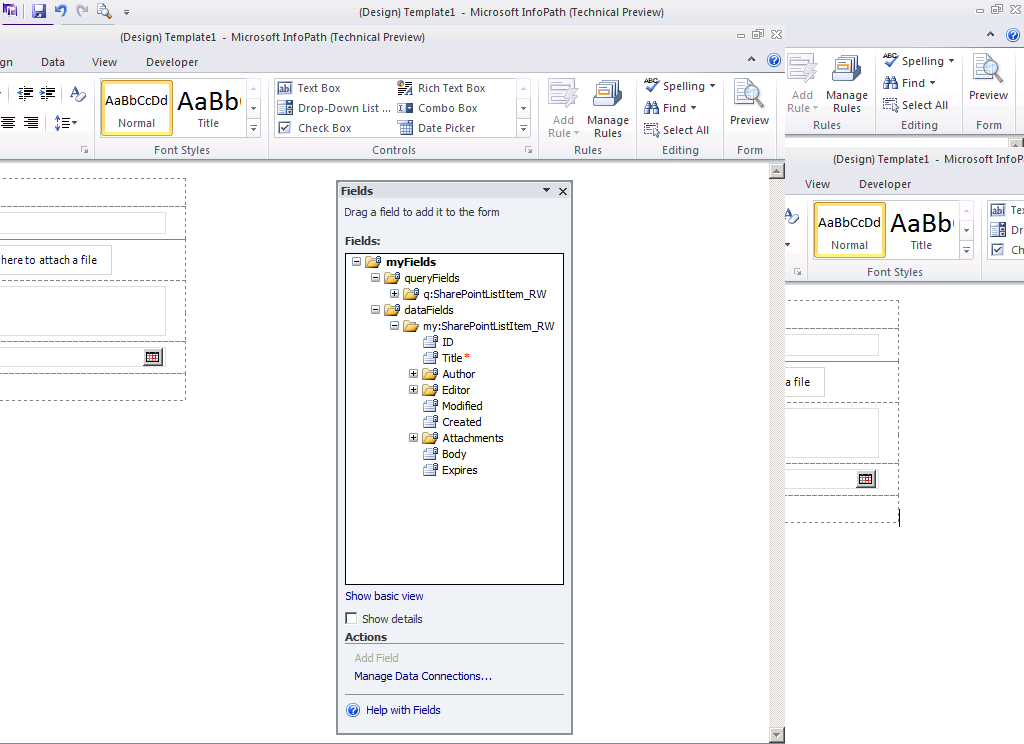 (Design) Template1 - Microsoft InfoPath (Technical Preview)
(Design) Template1 - Microsoft InfoPath (Technical Preview)
gn Data View Developer
AaBbCcDd
Normal
AaBb(
Title
Font Styles
Text Box
Drop-Down List ...
Check Box
Rich Text Box
Combo Box
Date Picker
Controls
Add
Rule
Manage
Rules
Rules
Spelling
Find
Select All
Editing
Preview
Form
here to attach a file
Fields
Drag a field to add it to the form
Fields:
myFields
queryFields
q:SharePointListItem_RW
dataFields
my:SharePointListItem_RW
ID
Title *
Author
Editor
Modified
Created
Attachments
Body
Expires
Show basic view
Show details
Actions
Add Field
Manage Data Connections...
Help with Fields
Add
Rule
Manage
Rules
Rules
Spelling
Find
Select All
Editing
Preview
Form
(Design) Template1 - Microsoft InfoPa
View Developer
AaBbCcDd
Normal
AaBb(
Title
Font Styles
Te
Dr
Ch
a file